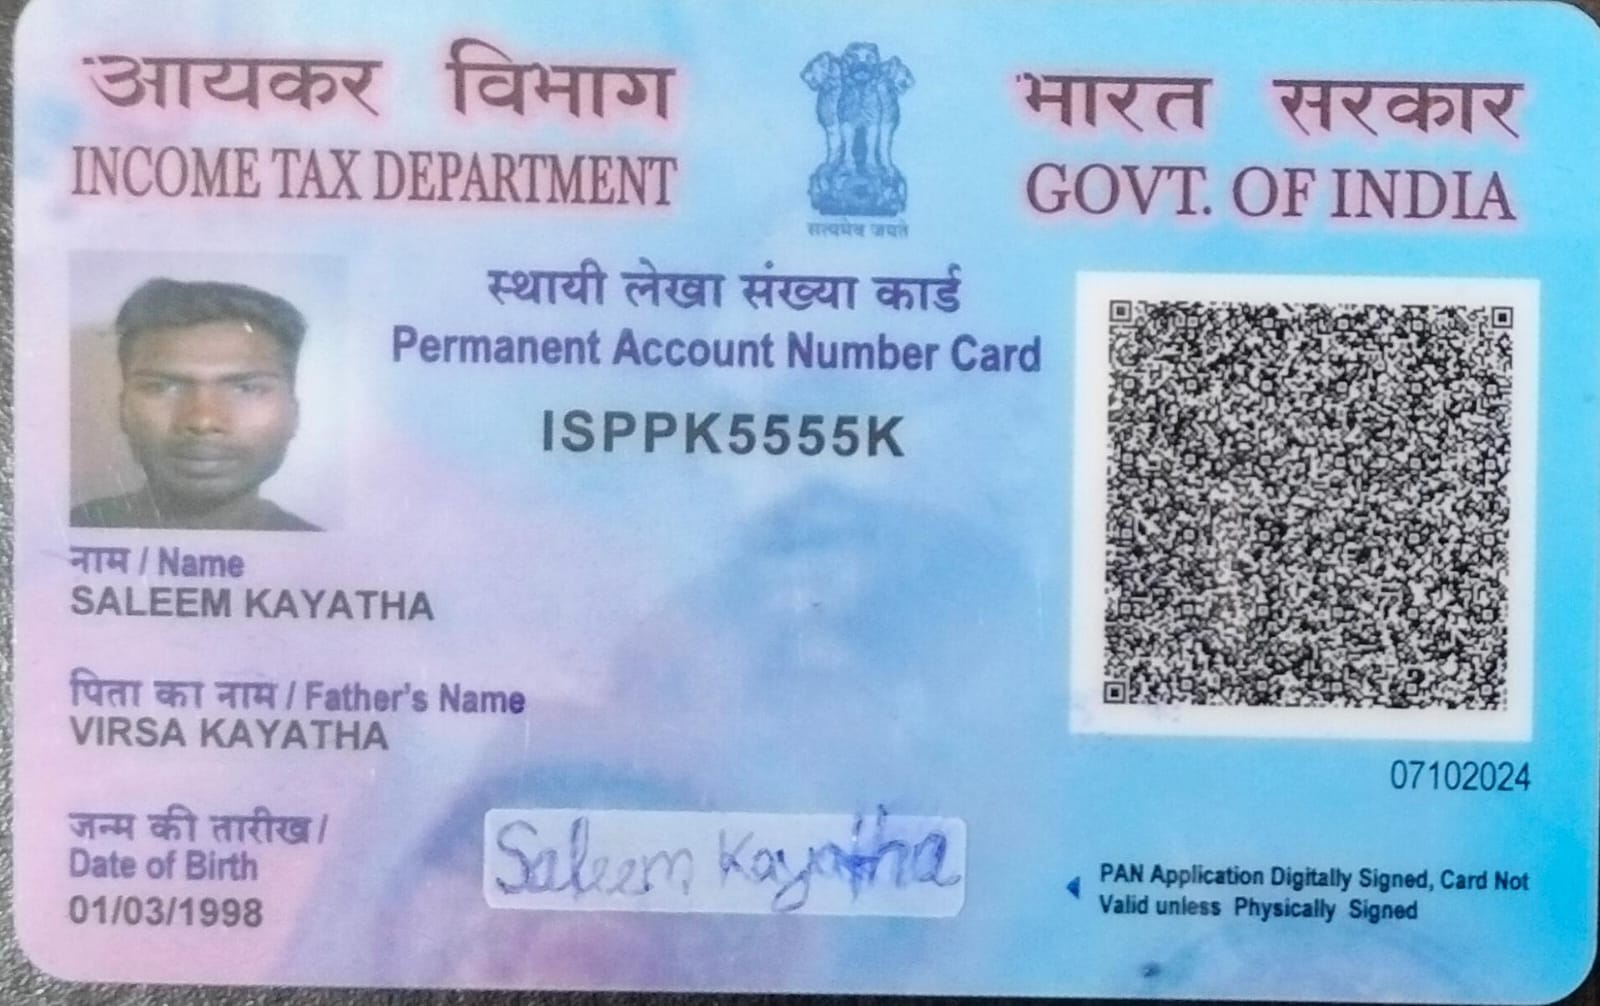 आयकर विभाग
INCOME TAX DEPARTMENT
सत्यमेव जयते
भारत सरकार
GOVT. OF INDIA
स्थायी लेखा संख्या कार्ड
Permanent Account Number Card
ISPPK5555K
नाम / Name
SALEEM KAYATHA
पिता का नाम / Father's Name
VIRSA KAYATHA
जन्म की तारीख /
Date of Birth
01/03/1998
Saleem Kayatha
07102024
PAN Application Digitally Signed, Card Not
Valid unless Physically Signed